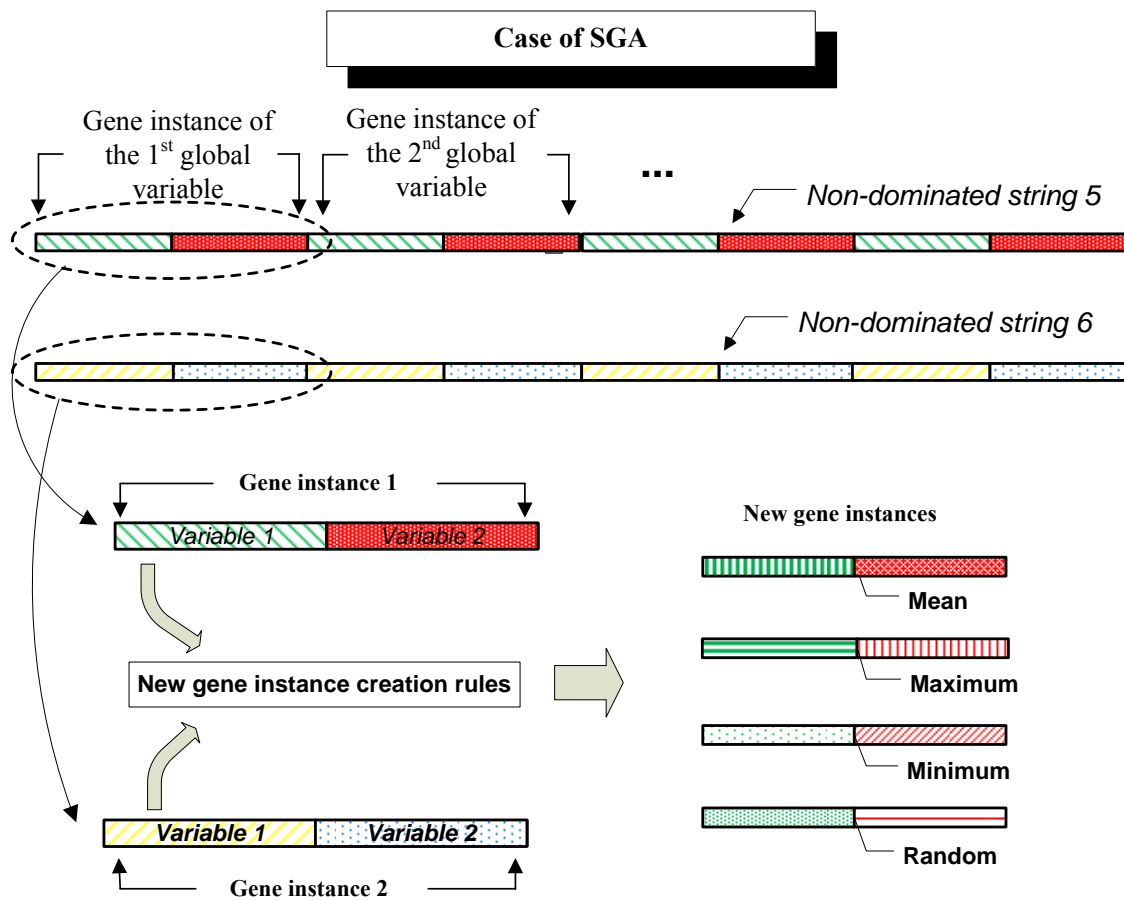 Case of SGA
Gene instance of
the 1st global
variable
Gene instance of
the 2nd global
variable
...
Non-dominated string 5
Non-dominated string 6
Gene instance 1
Variable 1
Variable 2
New gene instances
Mean
New gene instance creation rules
Maximum
Minimum
Variable 1
Variable 2
Random
Gene instance 2